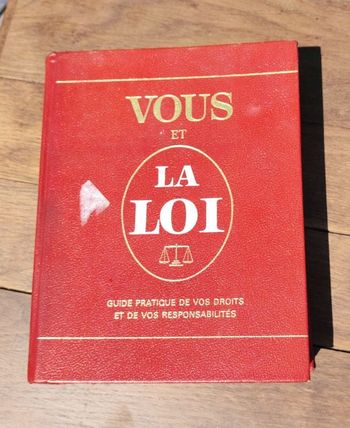 VOUS
ET
LA
LOI
GUIDE PRATIQUE DE VOS DROITS
ET DE VOS RESPONSABILITÉS